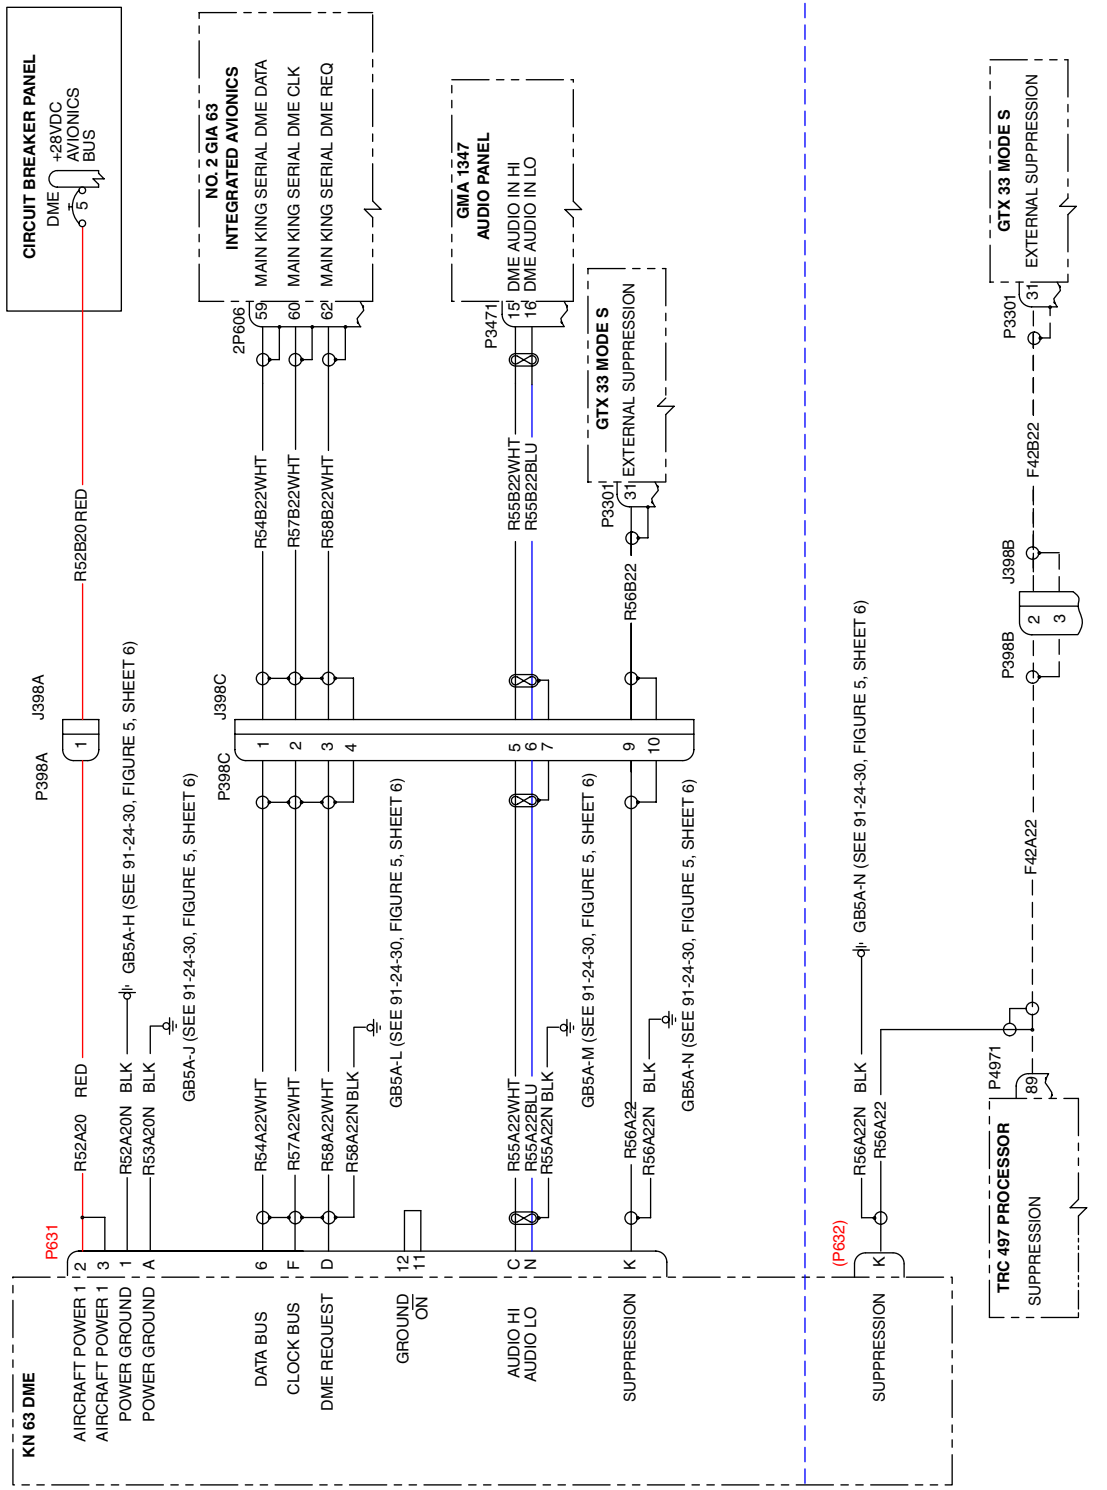 CIRCUIT BREAKER PANEL
DME
5
+28VDC
AVIONICS
BUS
R52B20RED
J398A
P398A
1
R52A20 RED
P631
2
AIRCRAFT POWER 1
3
AIRCRAFT POWER 1
1
POWER GROUND
A
POWER GROUND
KN 63 DME
R52A20N BLK
GB5A-H (SEE 91-24-30, FIGURE 5, SHEET 6)
R53A20N BLK
GB5A-J (SEE 91-24-30, FIGURE 5, SHEET 6)
NO. 2 GIA 63
INTEGRATED AVIONICS
MAIN KING SERIAL DME DATA
MAIN KING SERIAL DME CLK
MAIN KING SERIAL DME REQ
2P606
59
60
62
R54B22WHT
R57B22WHT
R58B22WHT
J398C
P398C
1
2
3
4
5
6
7
9
10
R54A22WHT
R57A22WHT
R58A22WHT
R58A22N BLK
GB5A-L (SEE 91-24-30, FIGURE 5, SHEET 6)
6
F
D
DATA BUS
CLOCK BUS
DME REQUEST
12
11
GROUND
ON
GMA 1347
AUDIO PANEL
DME AUDIO IN HI
DME AUDIO IN LO
P3471
15
16
R55B22WHT
R55B22BLU
R55A22WHT
R55A22BLU
R55A22N BLK
GB5A-M (SEE 91-24-30, FIGURE 5, SHEET 6)
C
N
AUDIO HI
AUDIO LO
GTX 33 MODE S
EXTERNAL SUPPRESSION
P3301
31
R56B22
R56A22
R56A22N BLK
GB5A-N (SEE 91-24-30, FIGURE 5, SHEET 6)
K
SUPPRESSION
(P632)
K
SUPPRESSION
R56A22N BLK
GB5A-N (SEE 91-24-30, FIGURE 5, SHEET 6)
R56A22
GTX 33 MODE S
EXTERNAL SUPPRESSION
P3301
31
F42B22
J398B
P398B
2
3
F42A22
P4971
89
TRC 497 PROCESSOR
SUPPRESSION